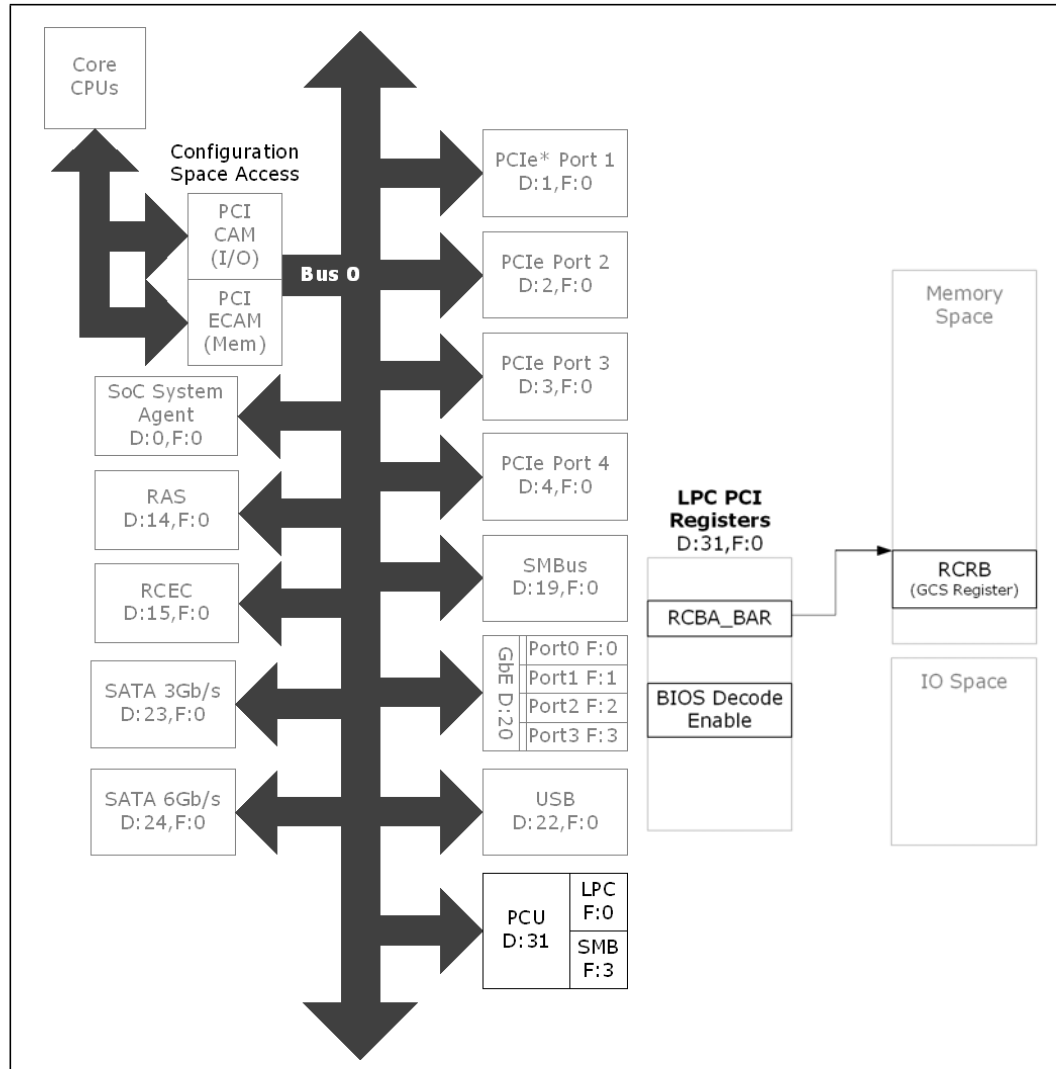 Core
CPUs
Configuration
Space Access
PCI
CAM
(I/O)
PCI
ECAM
(Mem)
Bus 0
SoC System
Agent
D:0,F:0
RAS
D:14,F:0
RCEC
D:15,F:0
SATA 3Gb/s
D:23,F:0
SATA 6Gb/s
D:24,F:0
PCIe* Port 1
D:1,F:0
PCIe Port 2
D:2,F:0
PCIe Port 3
D:3,F:0
PCIe Port 4
D:4,F:0
SMBus
D:19,F:0
GbE D:20
Port0 F:0
Port1 F:1
Port2 F:2
Port3 F:3
USB
D:22,F:0
PCU
D:31
LPC
F:0
SMB
F:3
LPC PCI
Registers
D:31,F:0
RCBA_BAR
BIOS Decode
Enable
Memory
Space
RCRB
(GCS Register)
IO Space